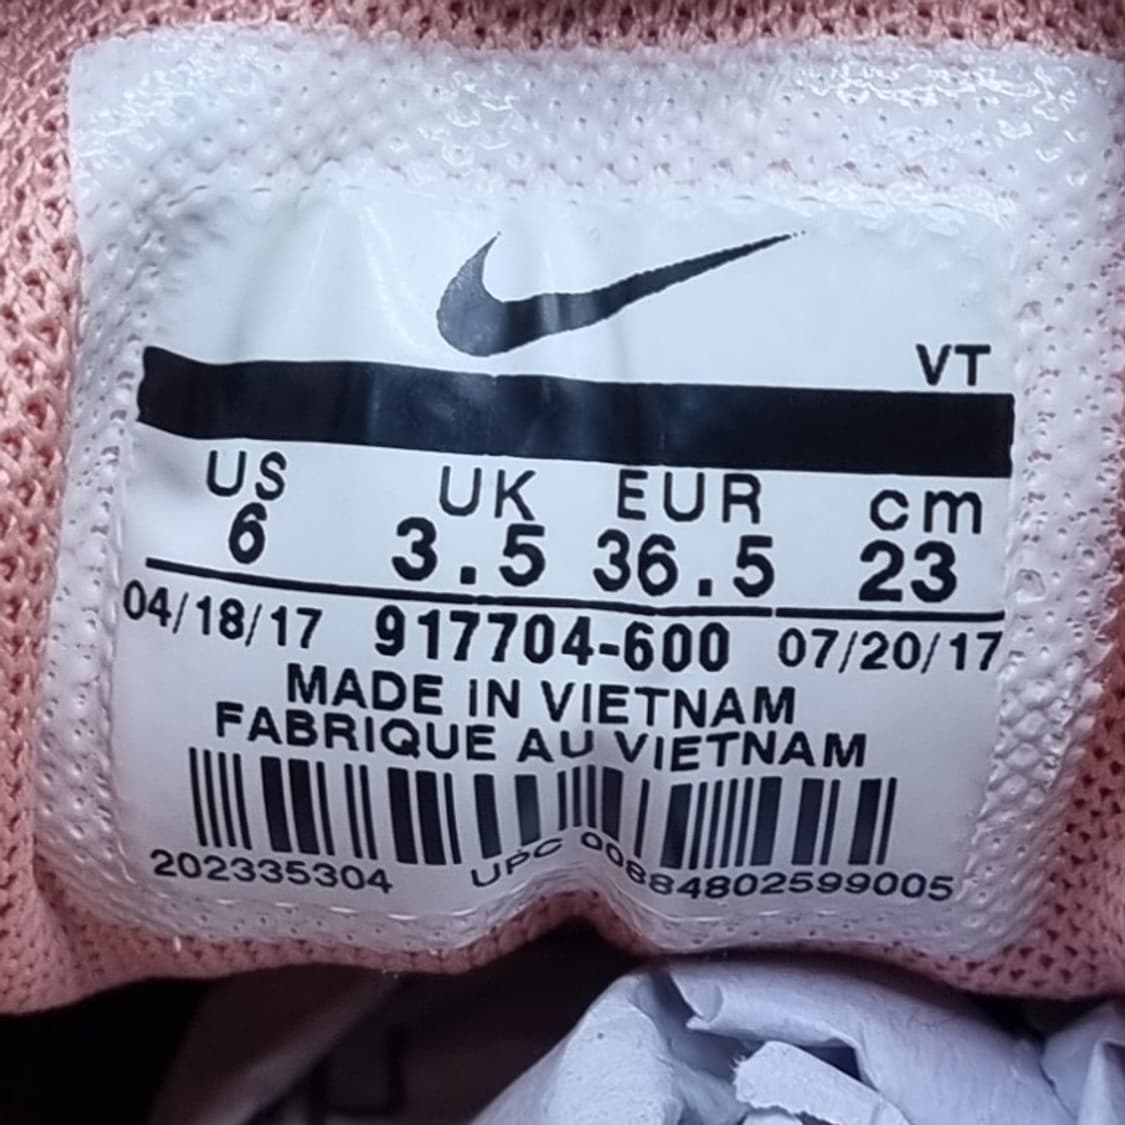 VT
US UK EUR cm
6 3.5 36.5 23
04/18/17 917704-600 07/20/17
MADE IN VIETNAM
FABRIQUE AU VIETNAM
202335304 UPC 00884802599005